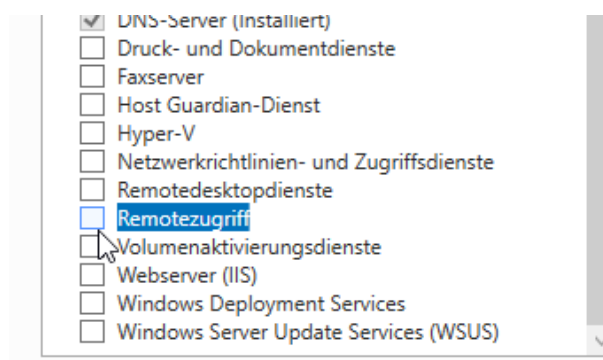 DNS-Server (Installiert)
Druck- und Dokumentdienste
Faxserver
Host Guardian-Dienst
Hyper-V
Netzwerkrichtlinien- und Zugriffsdienste
Remotedesktopdienste
Remotezugriff
Volumenaktivierungsdienste
Webserver (IIS)
Windows Deployment Services
Windows Server Update Services (WSUS)